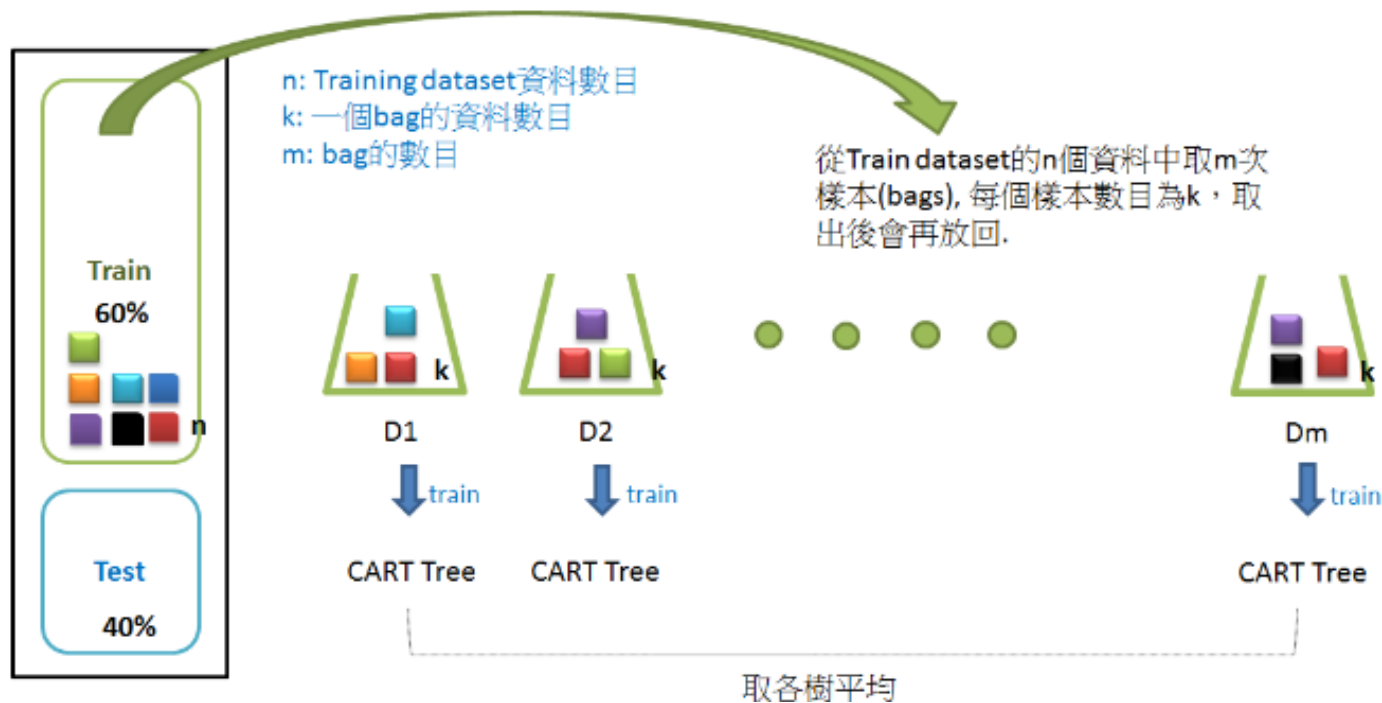 n: Training dataset資料數目
k: 一個bag的資料數目
m: bag的數目
從Train dataset的n個資料中取m次
樣本(bags), 每個樣本數目為k，取
出後會再放回.
Train
60%
n
k
k
k
D1
D2
Dm
train
train
train
Test
40%
CART Tree
CART Tree
CART Tree
取各樹平均